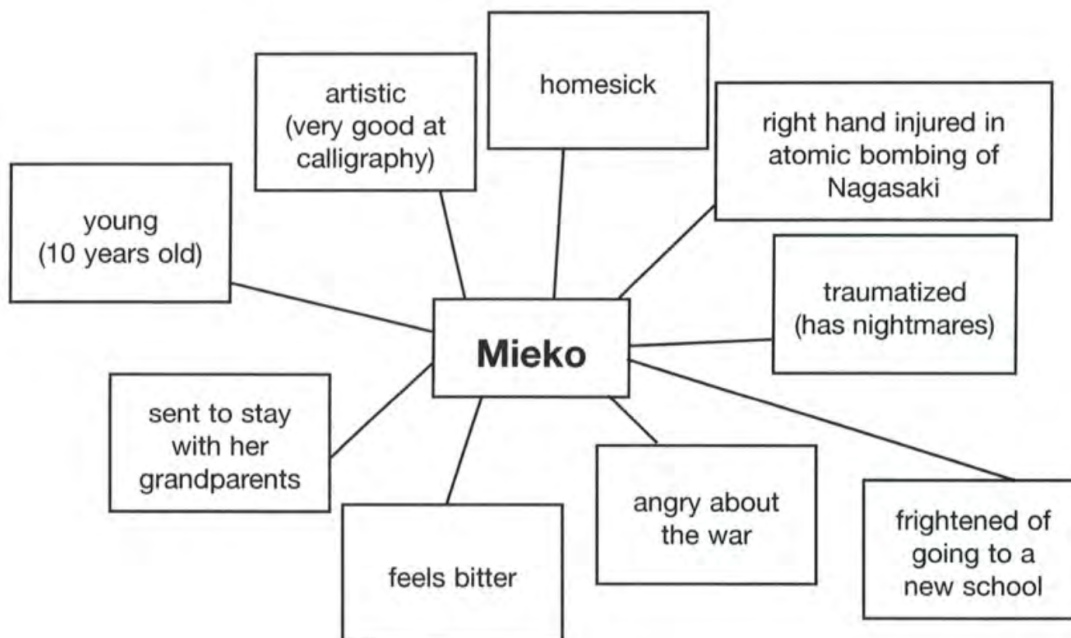 homesick
artistic
(very good at
calligraphy)
right hand injured in
atomic bombing of
Nagasaki
young
(10 years old)
traumatized
(has nightmares)
Mieko
sent to stay
with her
grandparents
angry about
the war
frightened of
going to a
new school
feels bitter